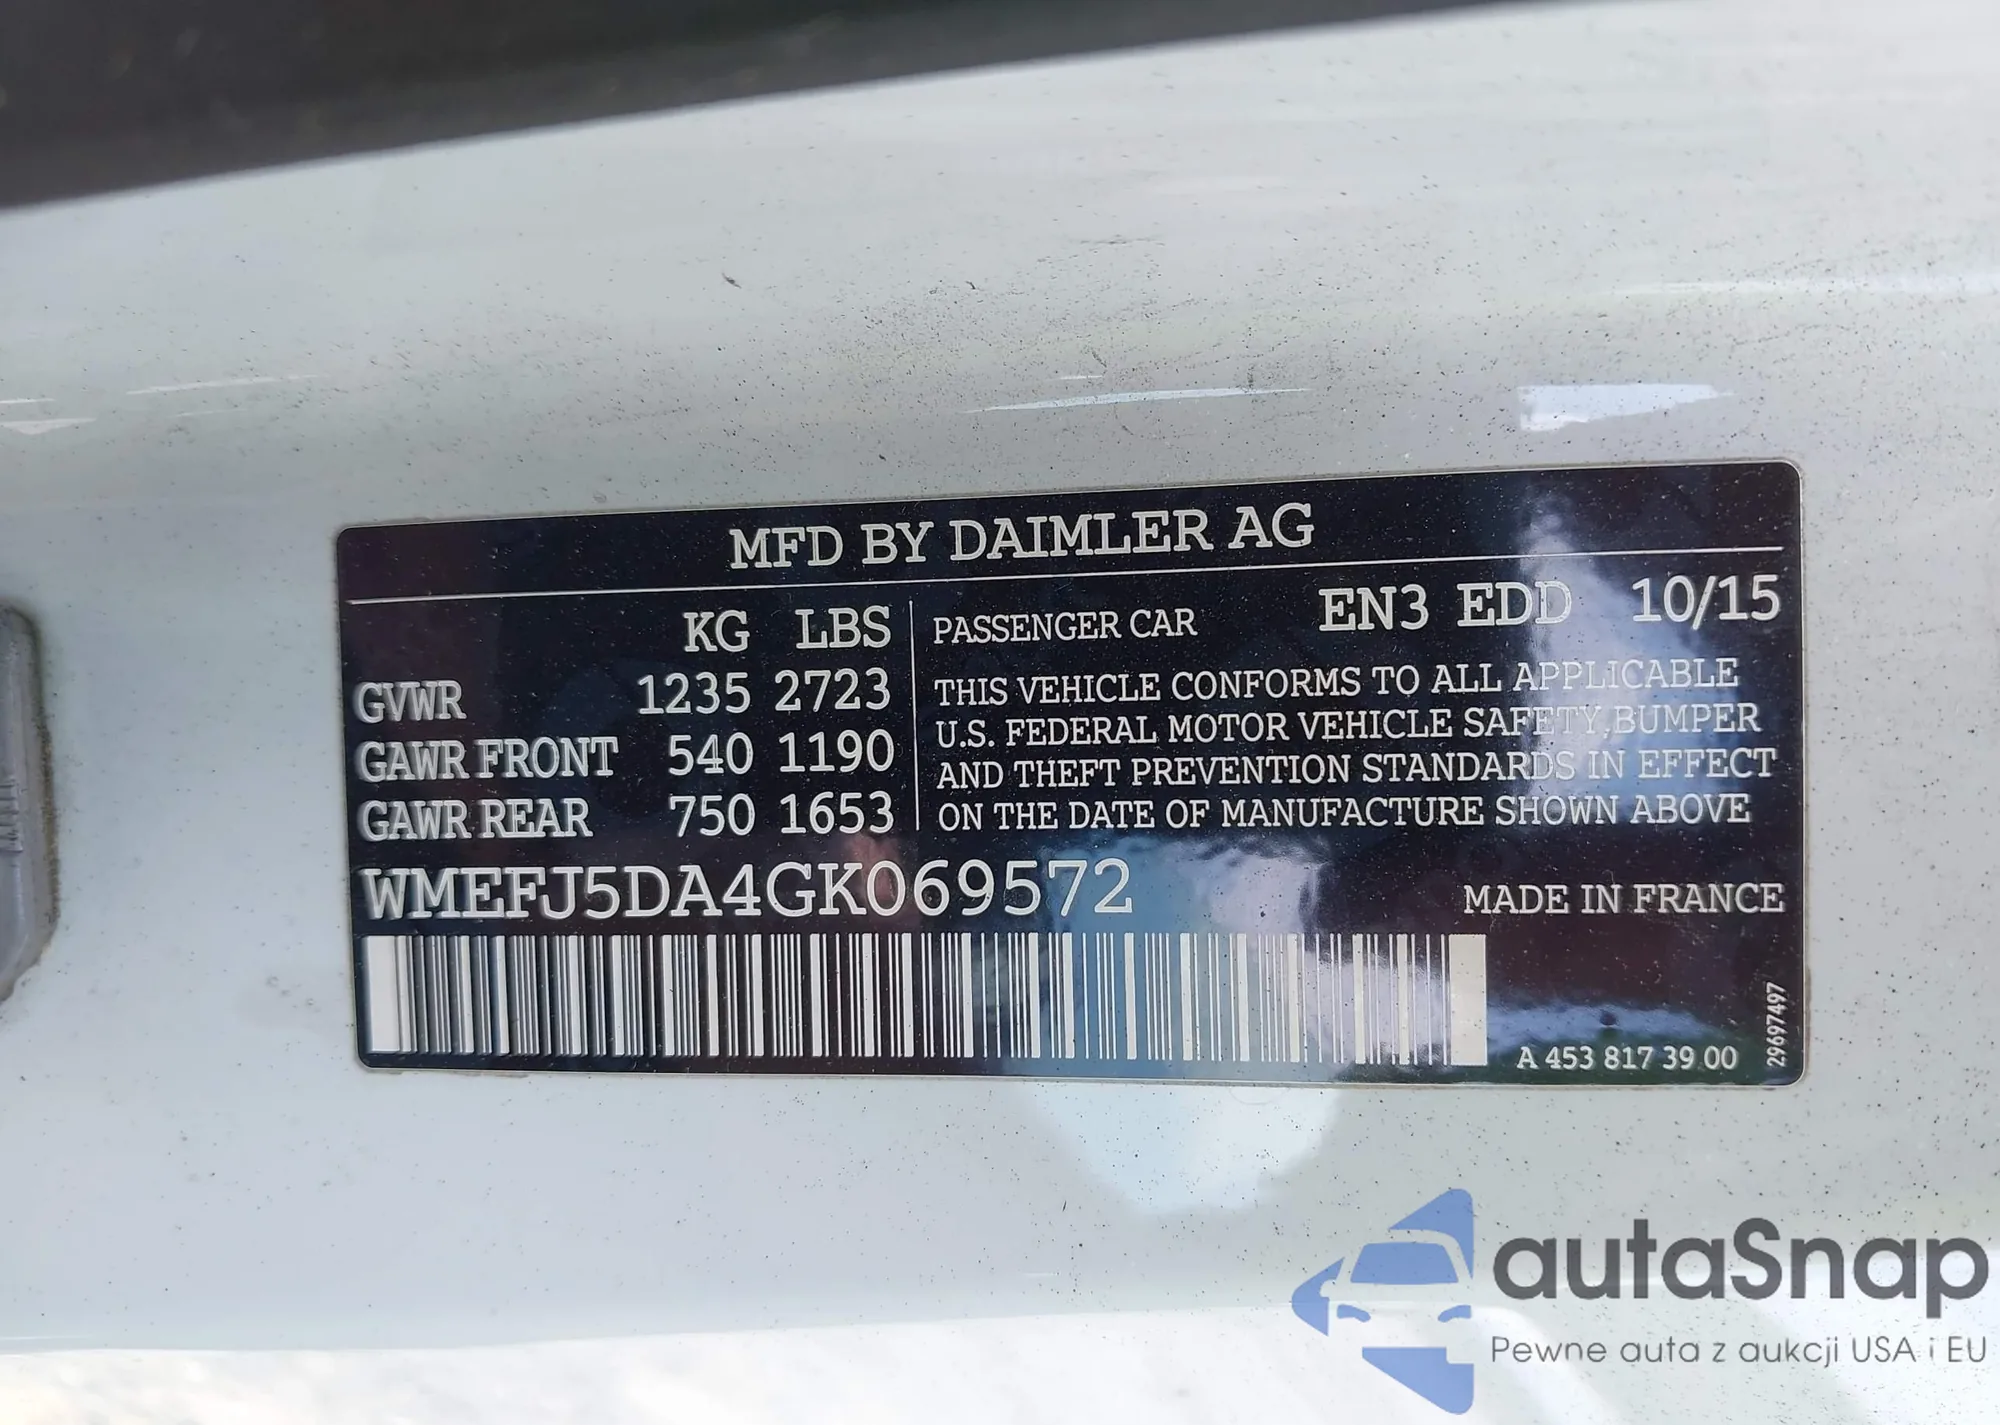 MFD BY DAIMLER AG
KG LBS
GVWR 1235 2723
GAWR FRONT 540 1190
GAWR REAR 750 1653
PASSENGER CAR EN3 EDD 10/15
THIS VEHICLE CONFORMS TO ALL APPLICABLE
U.S. FEDERAL MOTOR VEHICLE SAFETY,BUMPER
AND THEFT PREVENTION STANDARDS IN EFFECT
ON THE DATE OF MANUFACTURE SHOWN ABOVE
WMEFJ5DA4GK069572
MADE IN FRANCE
A 453 817 39 00
29697497
autaSnap
Pewne auta z aukcji USA i EU